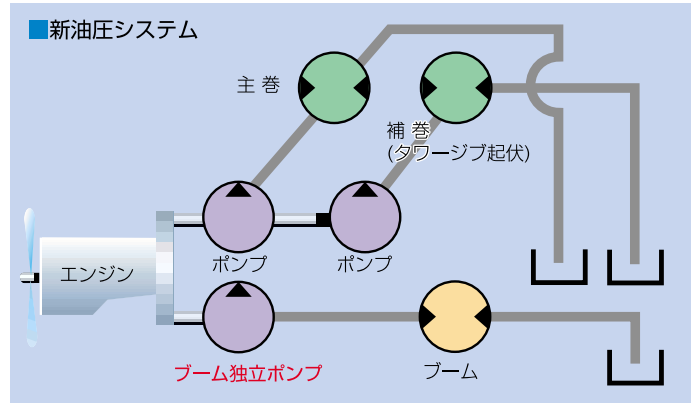 ■新油圧システム
主 巻
補 巻
(タワージブ起伏)
エンジン
ポンプ
ポンプ
ブーム独立ポンプ
ブーム